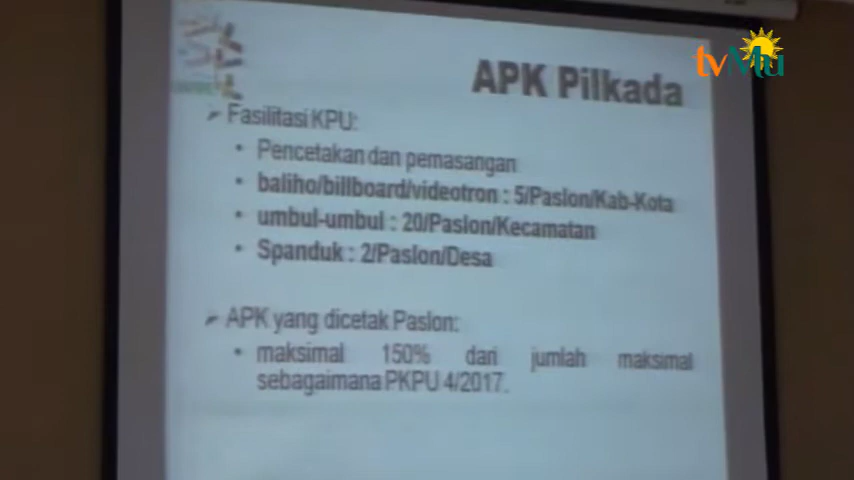 tvMu
APK Pilkada
Fasilitasi KPU:
Pencetakan dan pemasangan
baliho/billboard/videotron : 5/Paslon/Kab-Kota
umbul-umbul : 20/Paslon/Kecamatan
Spanduk : 2/Paslon/Desa
APK yang dicetak Paslon:
maksimal 150% dari jumlah maksimal
sebagaimana PKPU 4/2017.